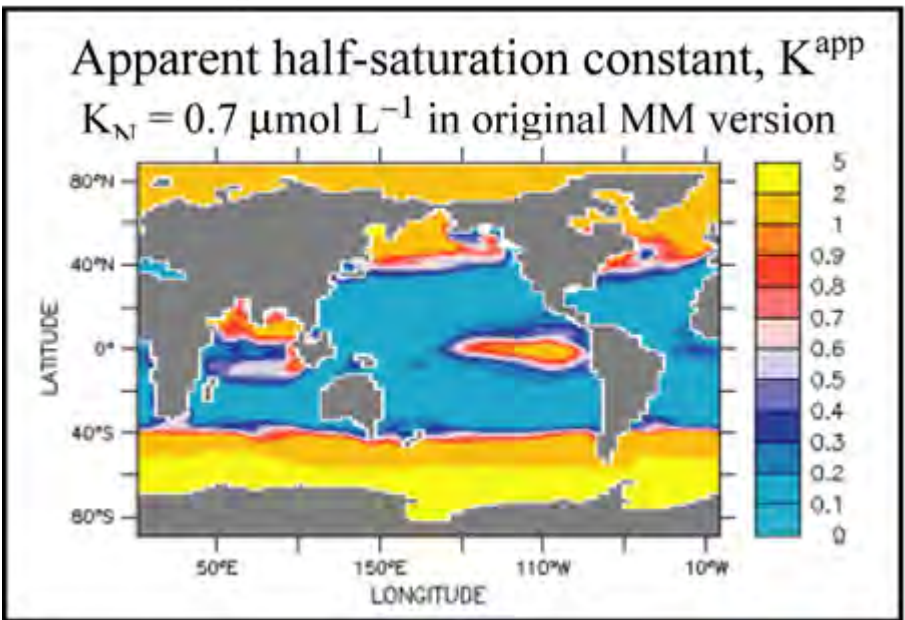 Apparent half-saturation constant, K^app
K_N = 0.7 μmol L⁻¹ in original MM version
80°N
40°N
0°
40°S
80°S
LATITUDE
50°E 150°E 110°W 10°W
LONGITUDE
5
2
1
0.9
0.8
0.7
0.6
0.5
0.4
0.3
0.2
0.1
0